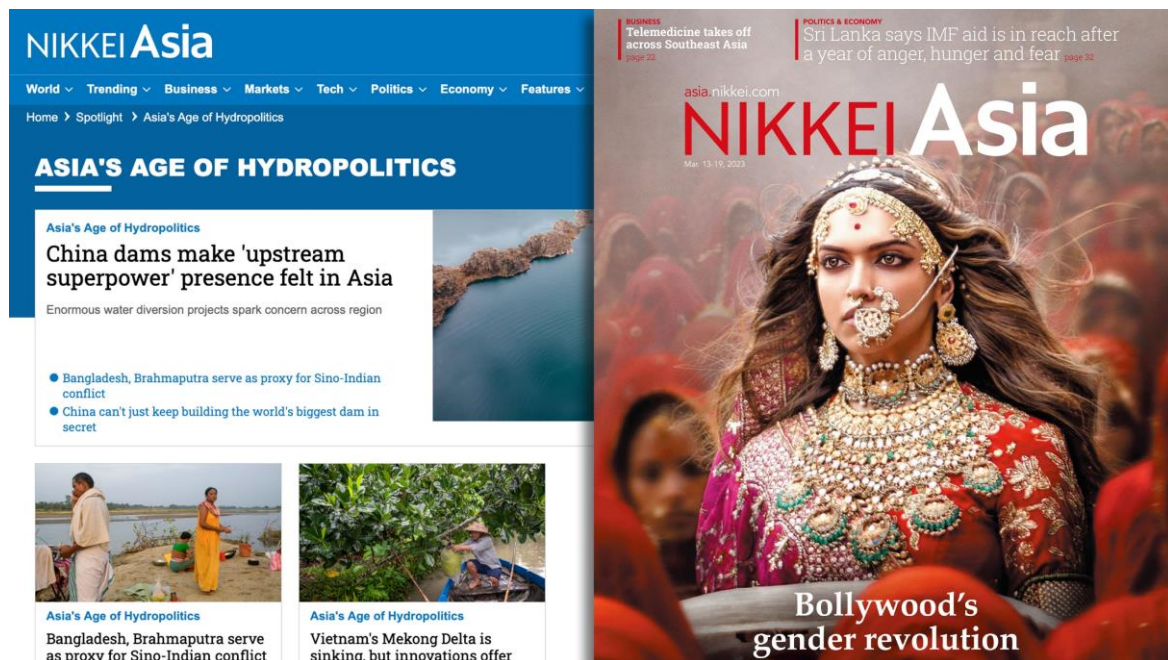 NIKKEI Asia
World Trending Business Markets Tech Politics Economy Features
Home > Spotlight > Asia's Age of Hydropolitics
ASIA'S AGE OF HYDROPOLITICS
Asia's Age of Hydropolitics
China dams make 'upstream
superpower' presence felt in Asia
Enormous water diversion projects spark concern across region
Bangladesh, Brahmaputra serve as proxy for Sino-Indian
conflict
China can't just keep building the world's biggest dam in
secret
Asia's Age of Hydropolitics
Bangladesh, Brahmaputra serve
as proxy for Sino-Indian conflict
Asia's Age of Hydropolitics
Vietnam's Mekong Delta is
sinking, but innovations offer
BUSINESS
Telemedicine takes off
across Southeast Asia
page 22
POLITICS & ECONOMY
Sri Lanka says IMF aid is in reach after
a year of anger, hunger and fear page 32
asia.nikkei.com
NIKKEI Asia
Mar. 13-19, 2023
Bollywood's
gender revolution